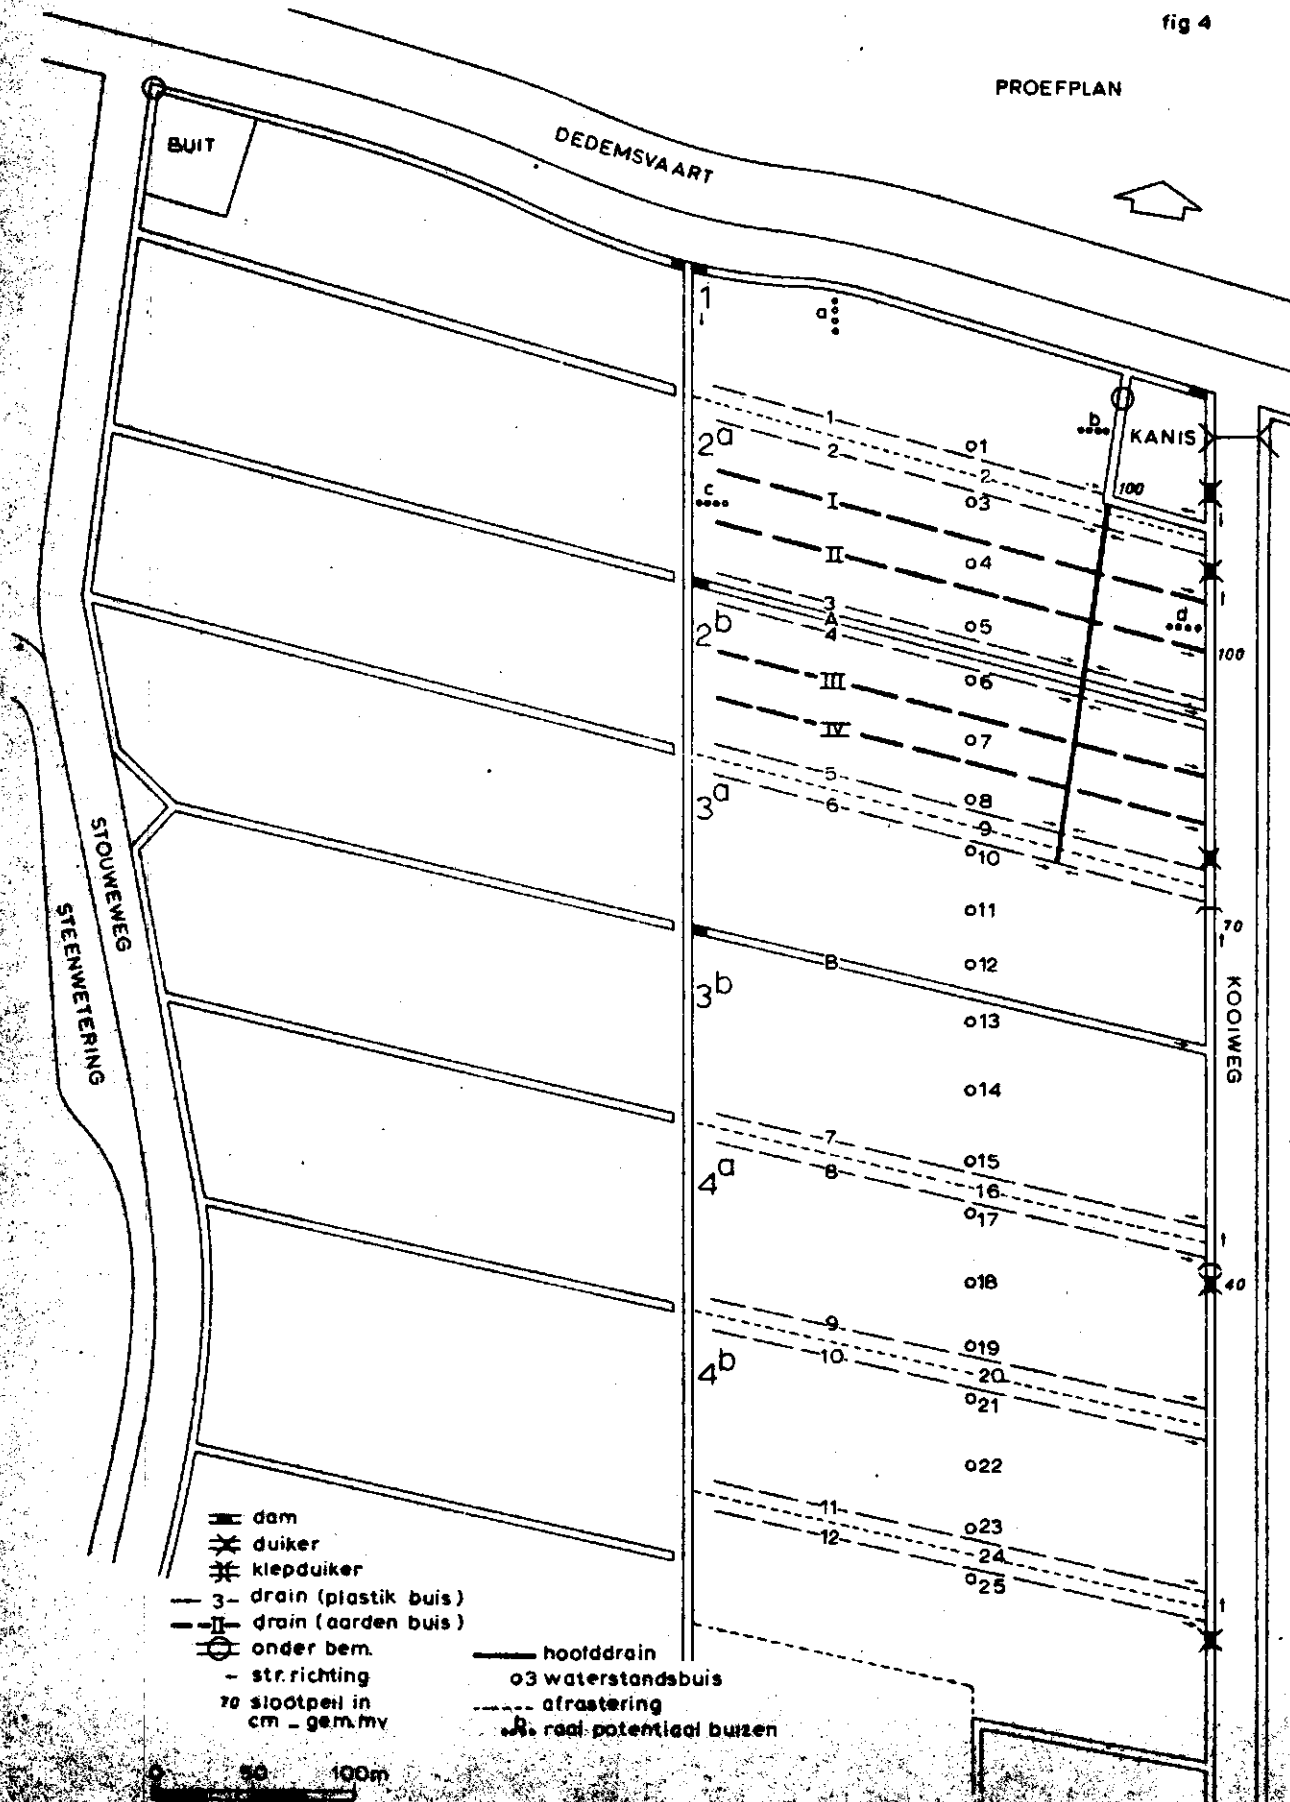 fig 4
PROEFPLAN
BUIT
DEDEMSVAART
1
a
b
KANIS
1
2
o1
2
o3
100
2a
c
I
II
o4
3
A
4
o5
d
100
2b
o6
III
IV
o7
5
6
o8
9
o10
3a
o11
70
B
o12
3b
o13
KOOIWEG
STOUWEWEG
STEENWETERING
o14
7
8
o15
16
o17
4a
o18
40
9
10
o19
20
o21
4b
o22
11
12
o23
24
o25
dam
duiker
klepduiker
3 drain (plastik buis)
II drain (aarden buis)
onder bem.
str. richting
70 slootpeil in
cm - gem.mv
hoofddrain
o3 waterstandsbuis
afrastering
b raai potentiaal buizen
0 50 100m